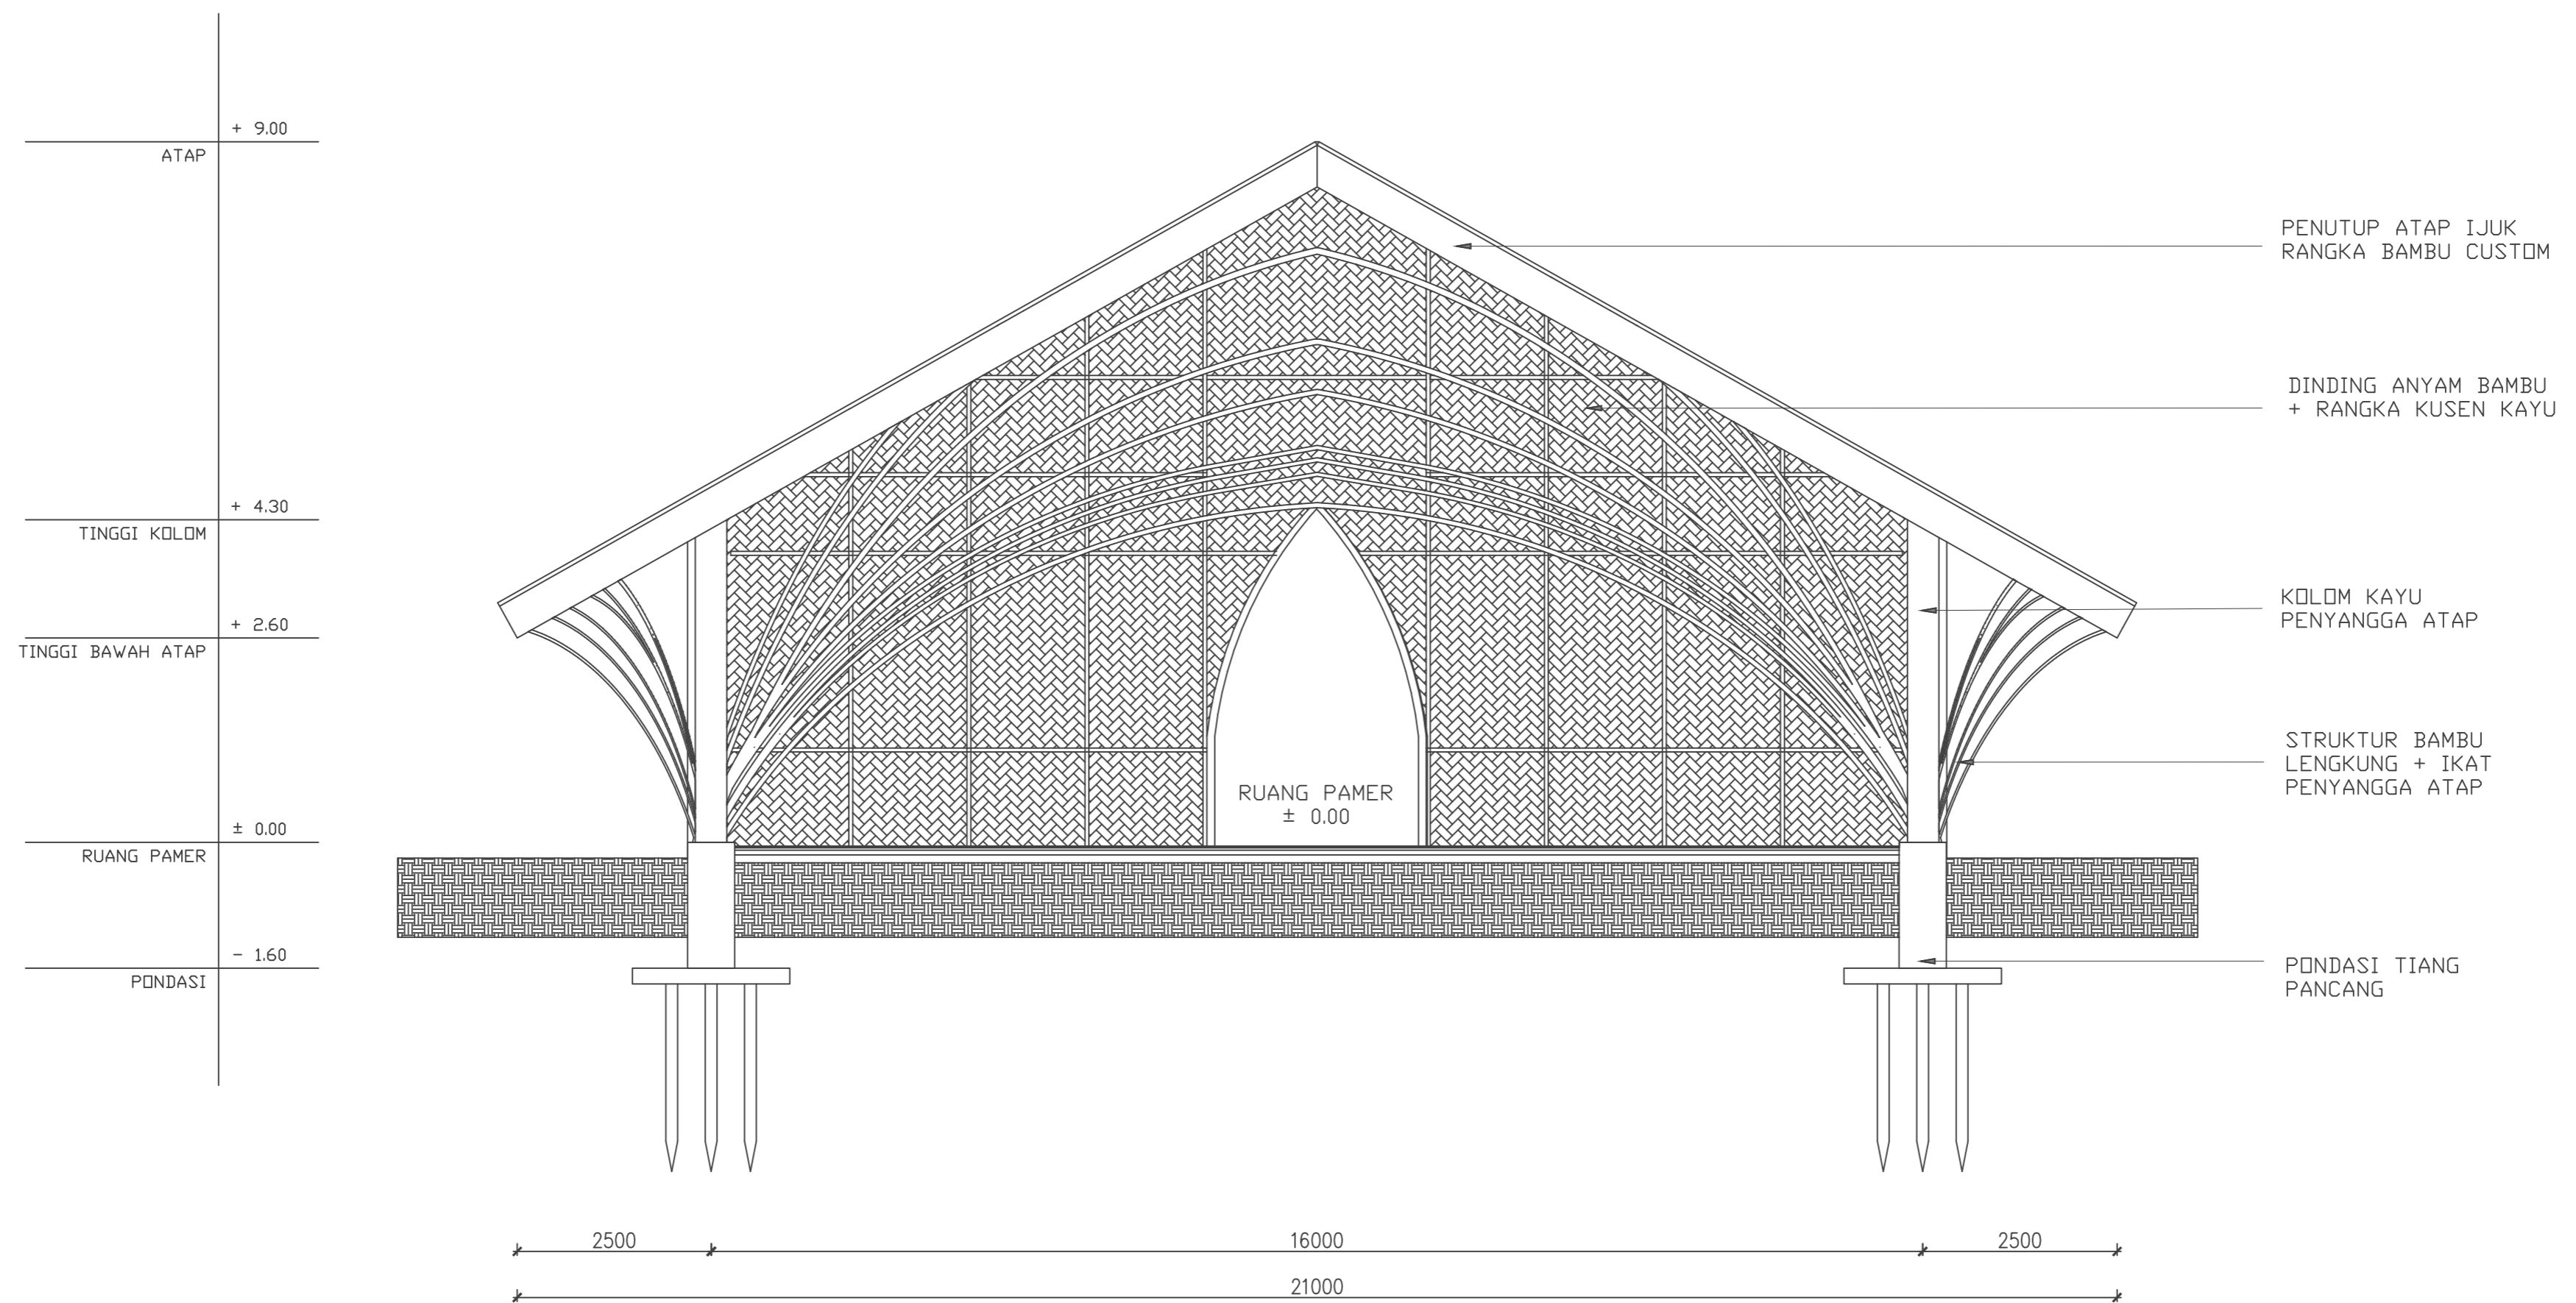 + 9.00
ATAP
+ 4.30
TINGGI KOLOM
+ 2.60
TINGGI BAWAH ATAP
± 0.00
RUANG PAMER
- 1.60
PONDASI
RUANG PAMER
± 0.00
PENUTUP ATAP IJUK
RANGKA BAMBU CUSTOM
DINDING ANYAM BAMBU
+ RANGKA KUSEN KAYU
KOLOM KAYU
PENYANGGA ATAP
STRUKTUR BAMBU
LENGKUNG + IKAT
PENYANGGA ATAP
PONDASI TIANG
PANCANG
2500
16000
2500
21000